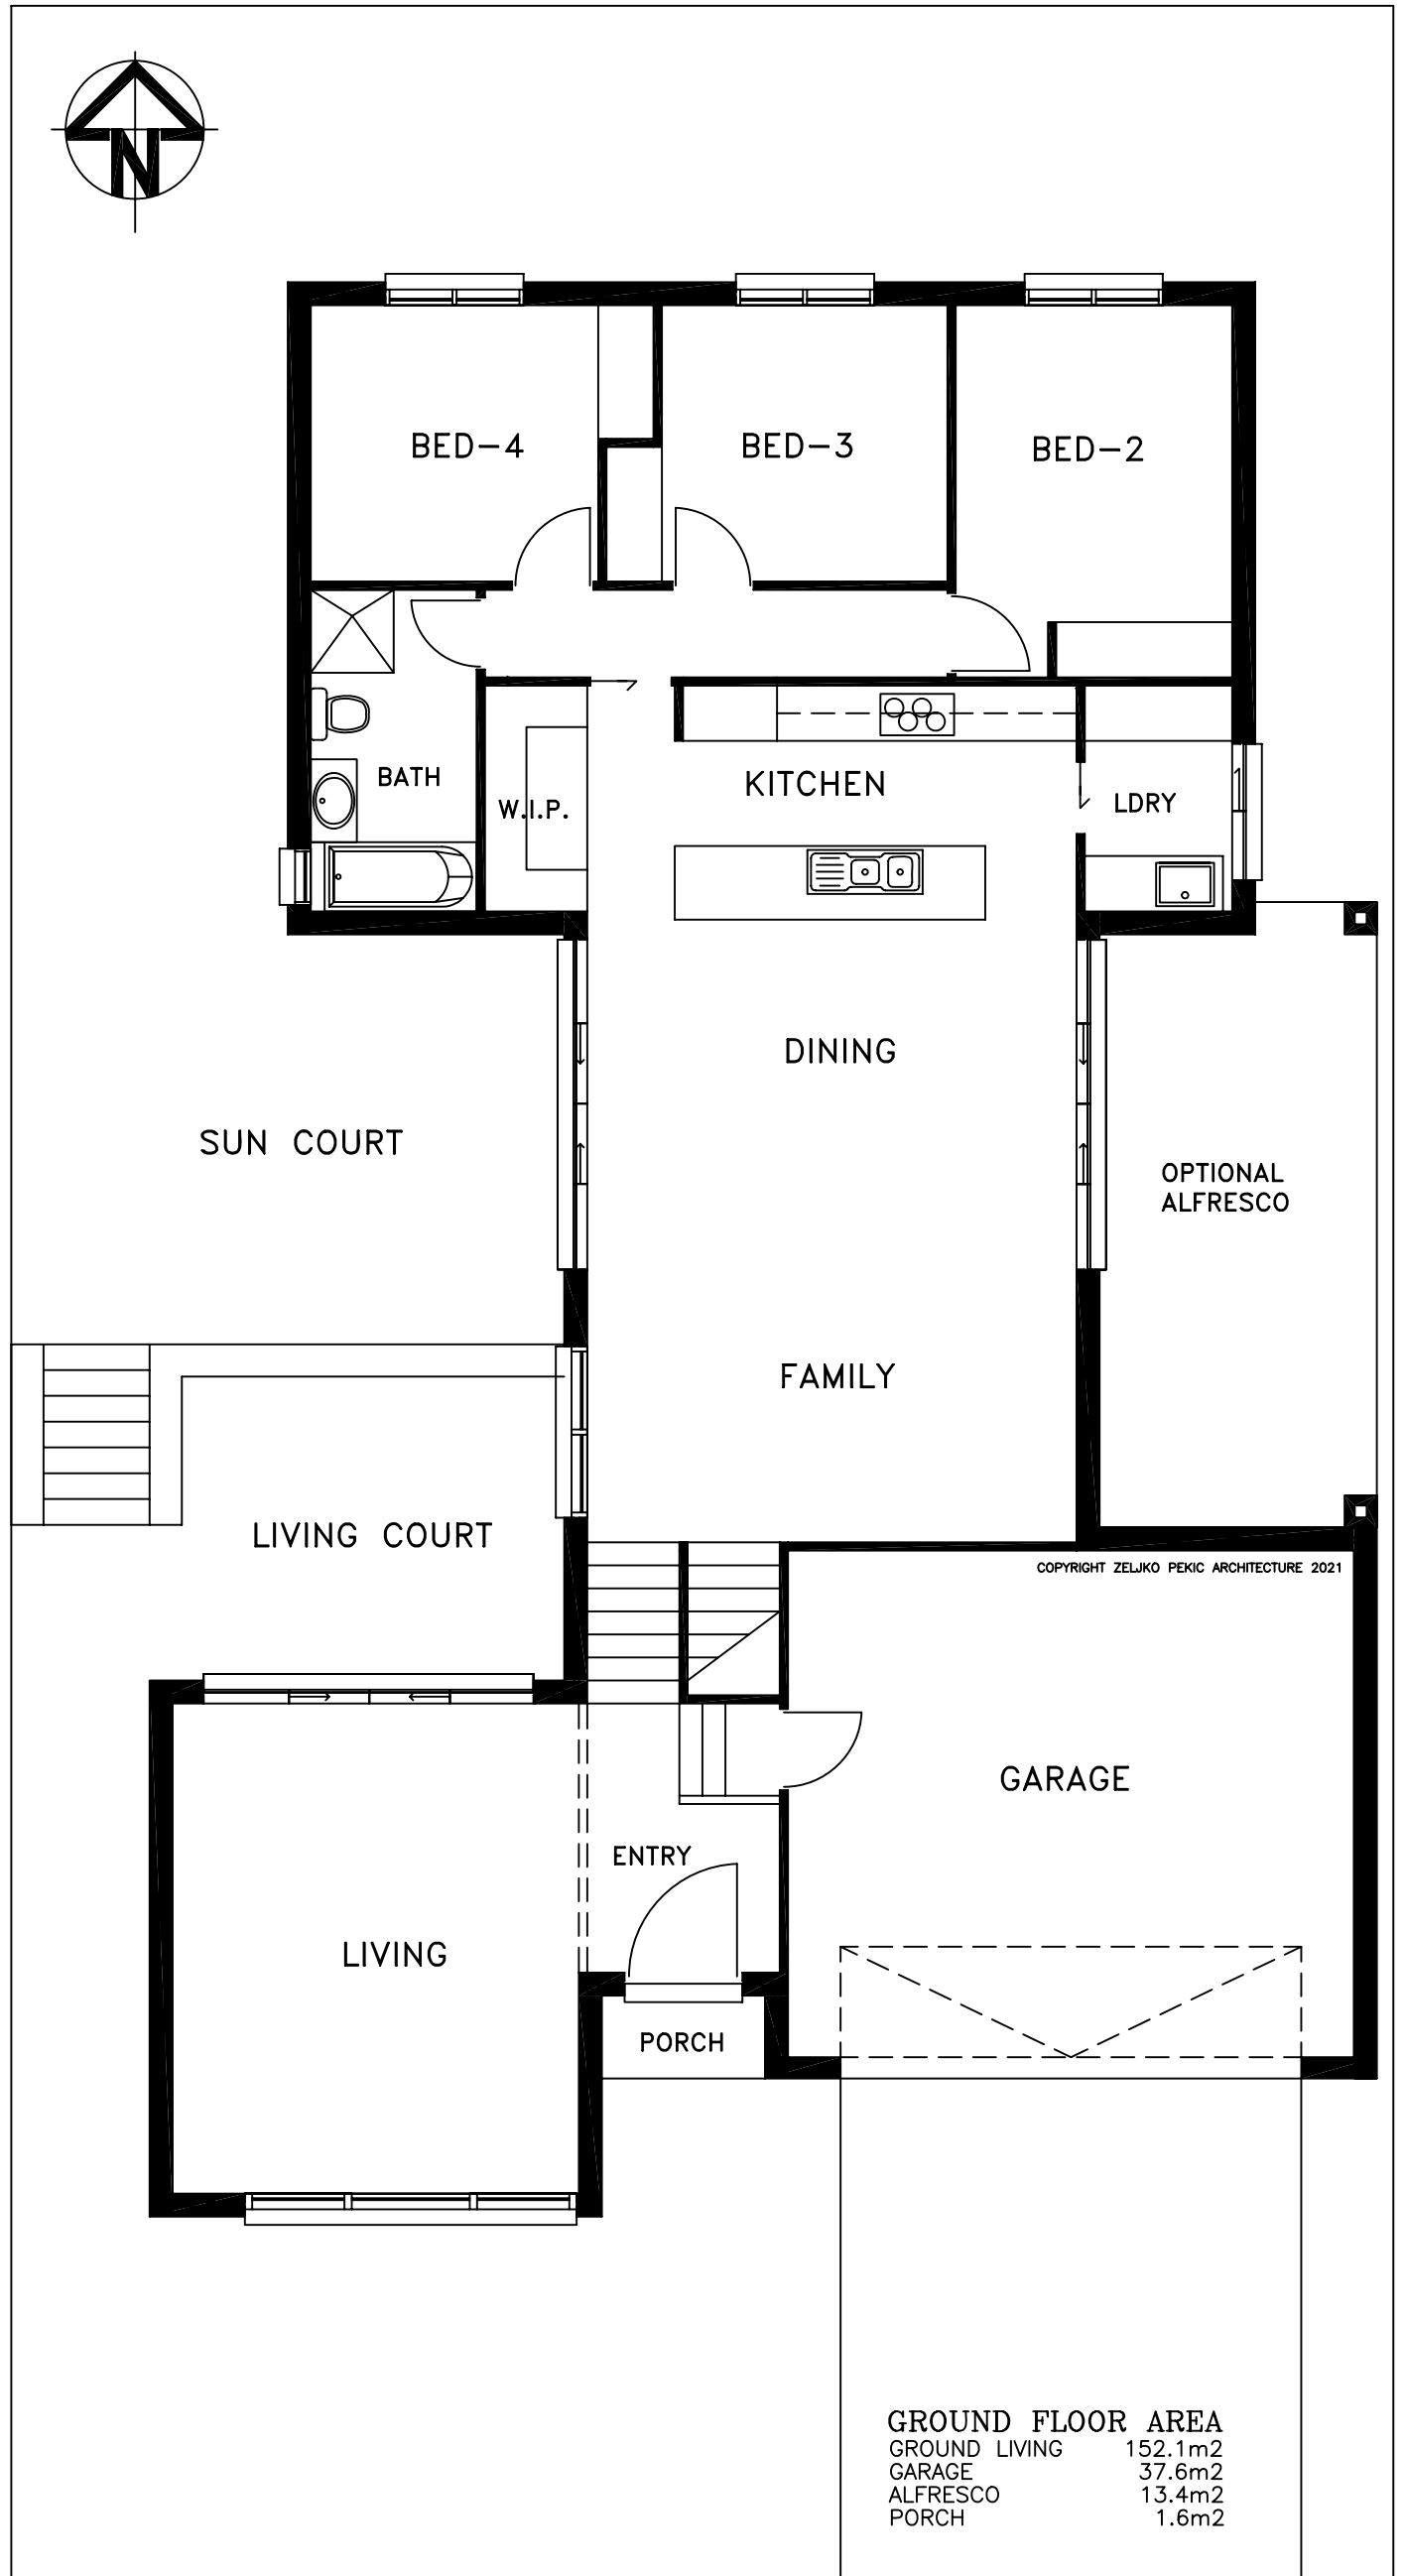 N
BED-4
BED-3
BED-2
BATH
W.I.P.
KITCHEN
LDRY
DINING
SUN COURT
OPTIONAL
ALFRESCO
FAMILY
LIVING COURT
COPYRIGHT ZELJKO PEKIC ARCHITECTURE 2021
GARAGE
ENTRY
LIVING
PORCH
GROUND FLOOR AREA
GROUND LIVING 152.1m2
GARAGE 37.6m2
ALFRESCO 13.4m2
PORCH 1.6m2